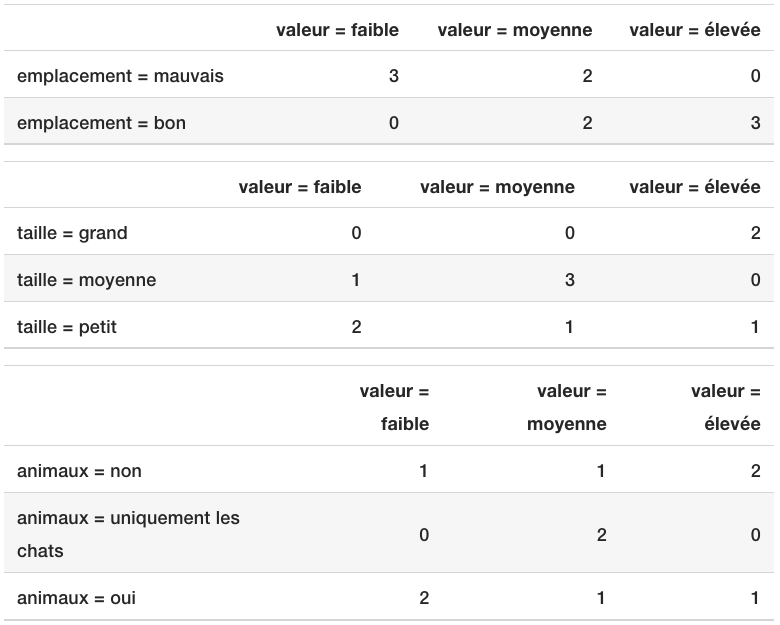 valeur = faible valeur = moyenne valeur = élevée
emplacement = mauvais 3 2 0
emplacement = bon 0 2 3
valeur = faible valeur = moyenne valeur = élevée
taille = grand 0 0 2
taille = moyenne 1 3 0
taille = petit 2 1 1
valeur = valeur = valeur =
faible moyenne élevée
animaux = non 1 1 2
animaux = uniquement les
chats 0 2 0
animaux = oui 2 1 1